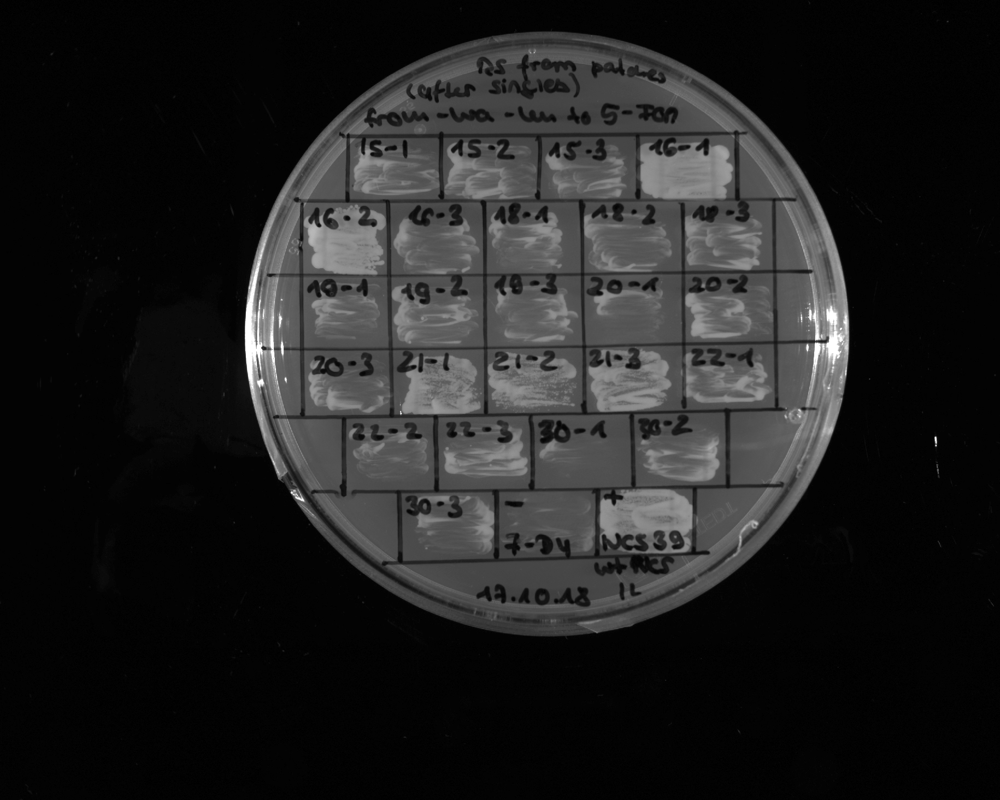 RS from patches
(after singles)
from -ura -leu to 5-FOA
15-1 15-2 15-3 16-1
16-2 16-3 18-1 18-2 18-3
19-1 19-2 19-3 20-1 20-2
20-3 21-1 21-2 21-3 22-1
22-2 22-3 30-1 30-2
30-3 - +
7-D4 NCS39
wt NCS
17.10.18 IL